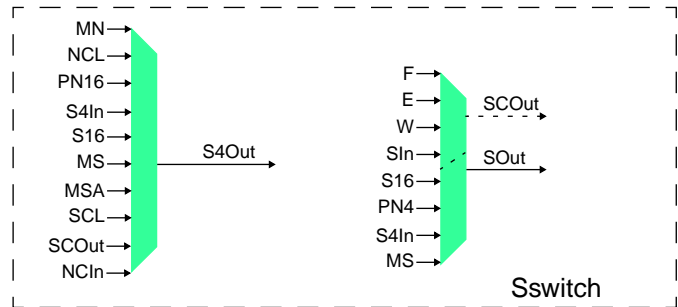 MN
NCL
PN16
S4In
S16
MS
MSA
SCL
SCOut
NCIn
S4Out
F
E
W
SIn
S16
PN4
S4In
MS
SCOut
SOut
Sswitch